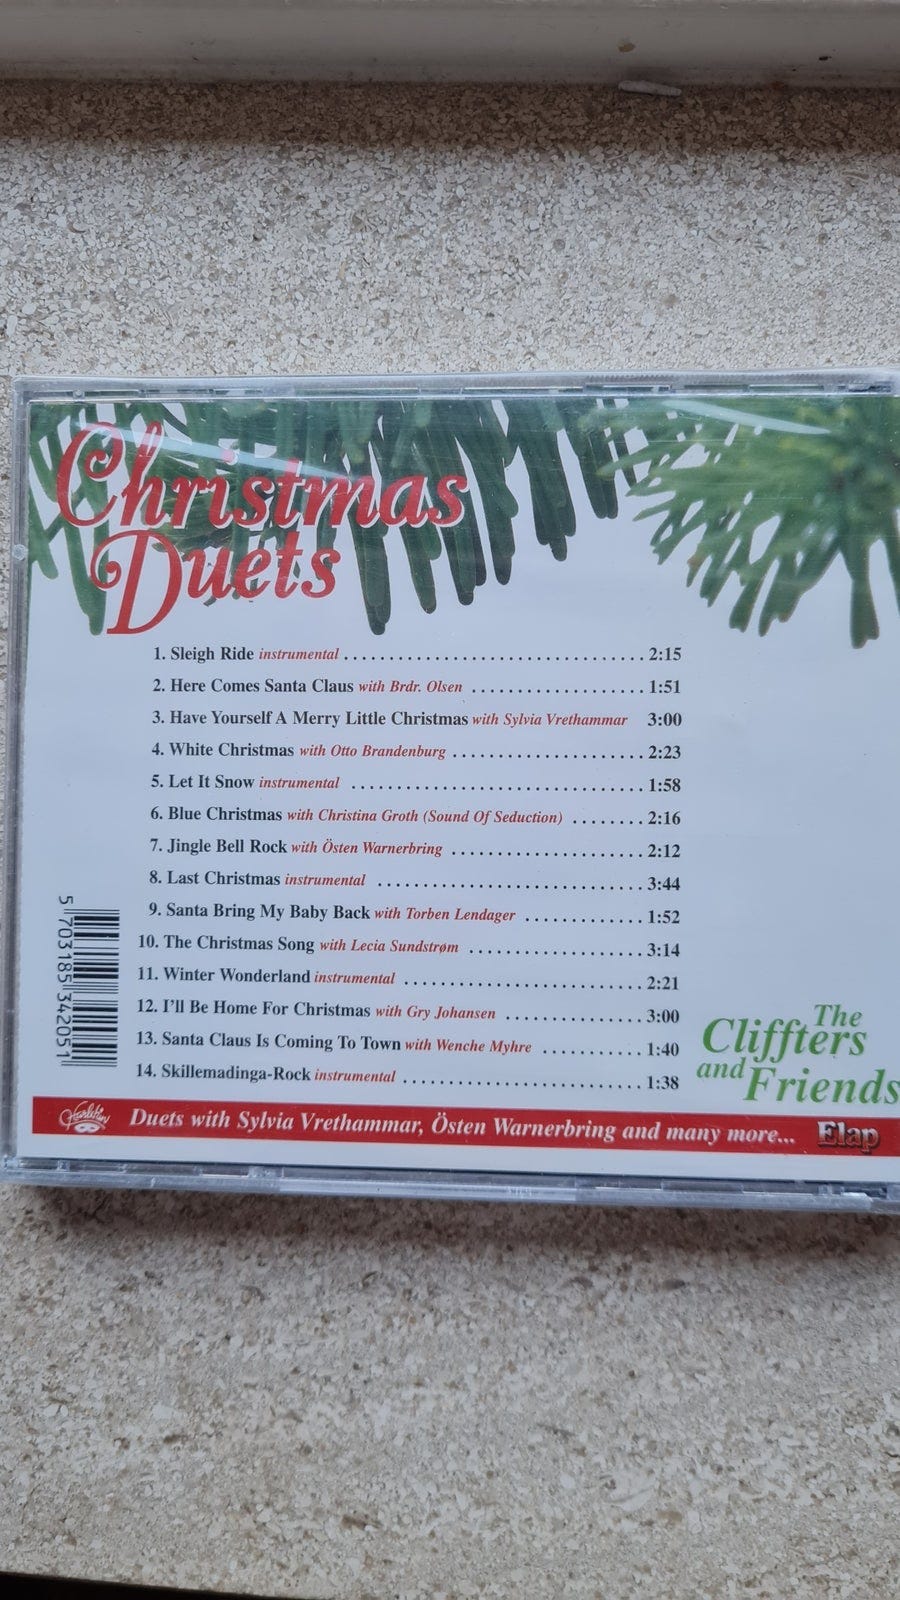 Christmas
Duets
1. Sleigh Ride instrumental ................................ 2:15
2. Here Comes Santa Claus with Brdr. Olsen .................... 1:51
3. Have Yourself A Merry Little Christmas with Sylvia Vrethammar 3:00
4. White Christmas with Otto Brandenburg ...................... 2:23
5. Let It Snow instrumental ................................ 1:58
6. Blue Christmas with Christina Groth (Sound Of Seduction) ........ 2:16
7. Jingle Bell Rock with Östen Warnerbring ...................... 2:12
8. Last Christmas instrumental .............................. 3:44
9. Santa Bring My Baby Back with Torben Lendager ............. 1:52
10. The Christmas Song with Lecia Sundstrøm .................... 3:14
11. Winter Wonderland instrumental ........................... 2:21
12. I'll Be Home For Christmas with Gry Johansen ................ 3:00
13. Santa Claus Is Coming To Town with Wenche Myhre ........... 1:40
14. Skillemadinga-Rock instrumental ........................... 1:38
5 703185 342051
The
Cliffters
and Friends
Harlekin
Duets with Sylvia Vrethammar, Östen Warnerbring and many more... Elap